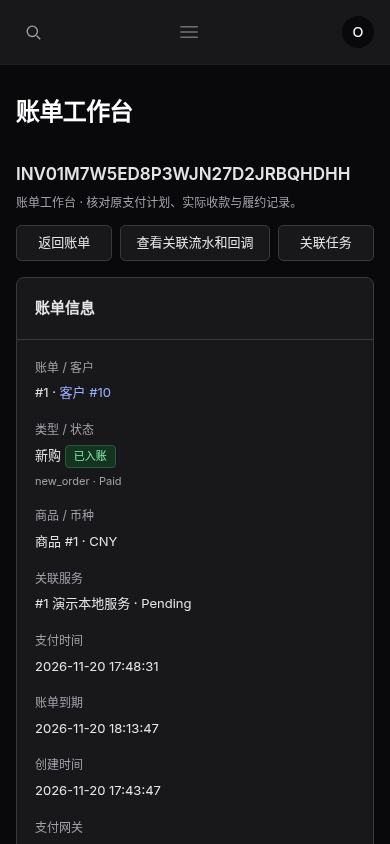 O
账单工作台
INV01M7W5ED8P3WJN27D2JRBQHDHH
账单工作台 · 核对原支付计划、实际收款与履约记录。
返回账单
查看关联流水和回调
关联任务
账单信息
账单 / 客户
#1 · 客户 #10
类型 / 状态
新购 已入账
new_order · Paid
商品 / 币种
商品 #1 · CNY
关联服务
#1 演示本地服务 · Pending
支付时间
2026-11-20 17:48:31
账单到期
2026-11-20 18:13:47
创建时间
2026-11-20 17:43:47
支付网关